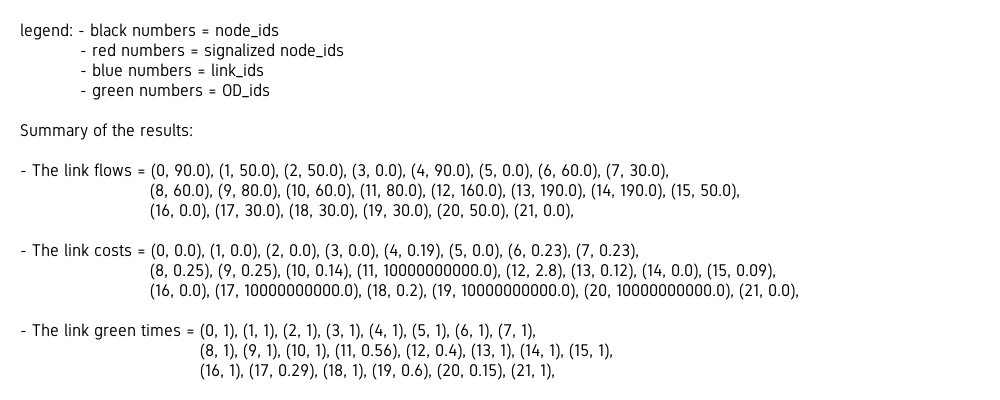 legend: - black numbers = node_ids
- red numbers = signalized node_ids
- blue numbers = link_ids
- green numbers = OD_ids
Summary of the results:
- The link flows = (0, 90.0), (1, 50.0), (2, 50.0), (3, 0.0), (4, 90.0), (5, 0.0), (6, 60.0), (7, 30.0),
(8, 60.0), (9, 80.0), (10, 60.0), (11, 80.0), (12, 160.0), (13, 190.0), (14, 190.0), (15, 50.0),
(16, 0.0), (17, 30.0), (18, 30.0), (19, 30.0), (20, 50.0), (21, 0.0),
- The link costs = (0, 0.0), (1, 0.0), (2, 0.0), (3, 0.0), (4, 0.19), (5, 0.0), (6, 0.23), (7, 0.23),
(8, 0.25), (9, 0.25), (10, 0.14), (11, 10000000000.0), (12, 2.8), (13, 0.12), (14, 0.0), (15, 0.09),
(16, 0.0), (17, 10000000000.0), (18, 0.2), (19, 10000000000.0), (20, 10000000000.0), (21, 0.0),
- The link green times = (0, 1), (1, 1), (2, 1), (3, 1), (4, 1), (5, 1), (6, 1), (7, 1),
(8, 1), (9, 1), (10, 1), (11, 0.56), (12, 0.4), (13, 1), (14, 1), (15, 1),
(16, 1), (17, 0.29), (18, 1), (19, 0.6), (20, 0.15), (21, 1),